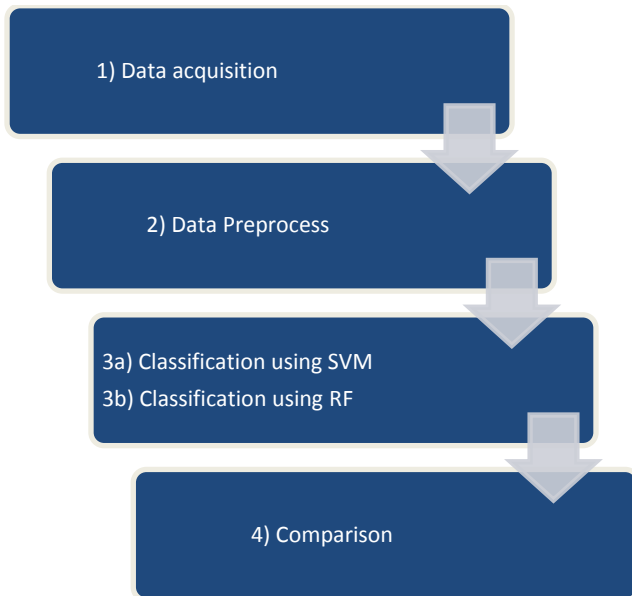 1) Data acquisition
2) Data Preprocess
3a) Classification using SVM
3b) Classification using RF
4) Comparison